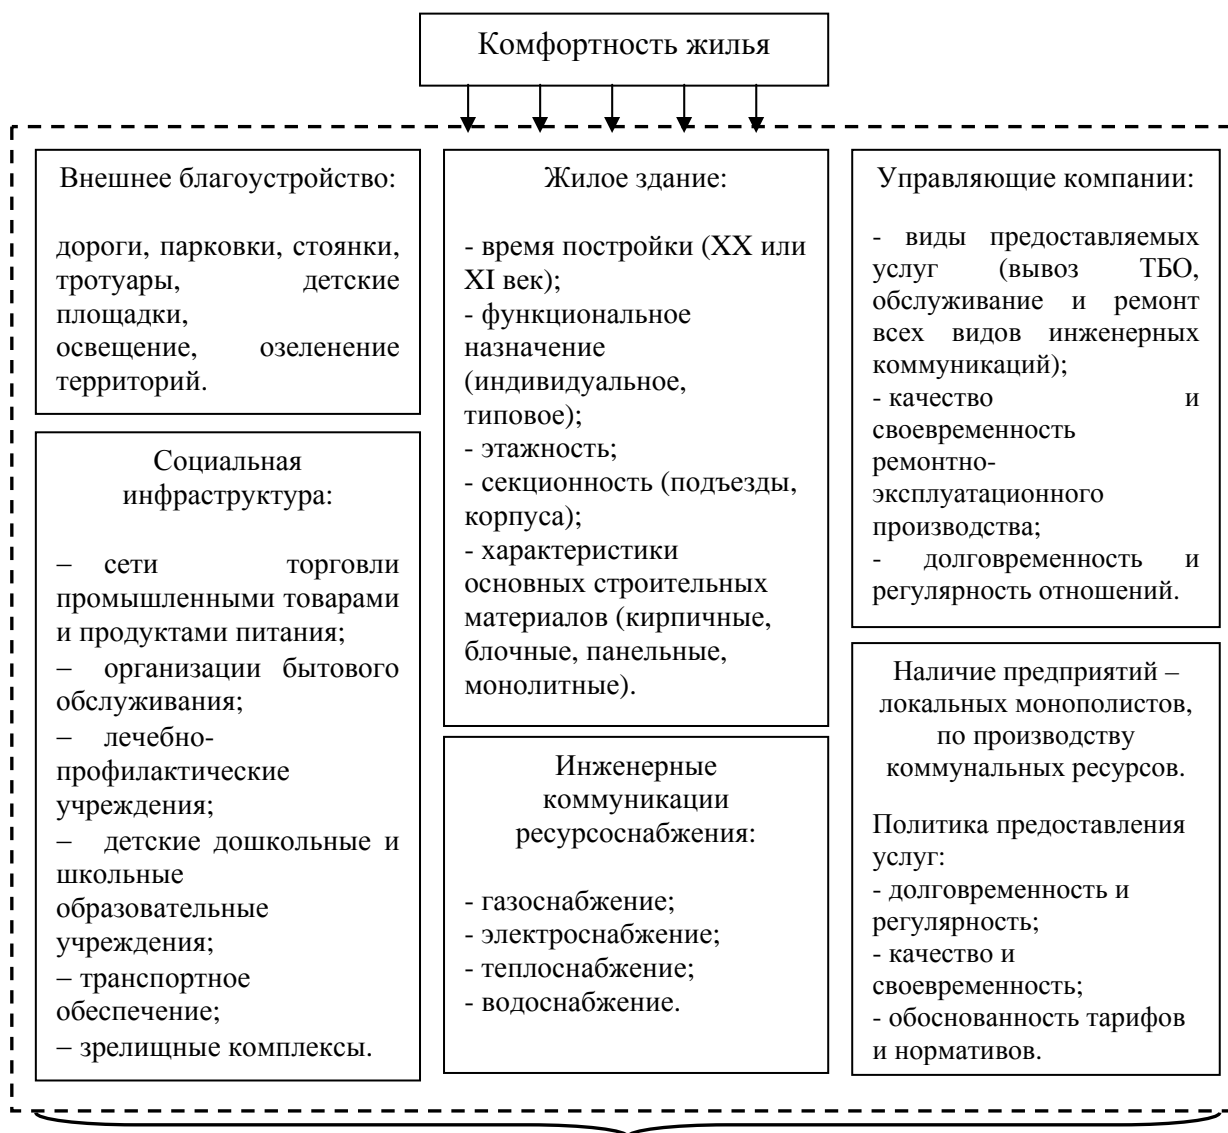 Комфортность жилья
Внешнее благоустройство:
дороги, парковки, стоянки,
тротуары, детские
площадки,
освещение, озеленение
территорий.
Социальная
инфраструктура:
– сети торговли
промышленными товарами
и продуктами питания;
– организации бытового
обслуживания;
– лечебно-
профилактические
учреждения;
– детские дошкольные и
школьные
образовательные
учреждения;
– транспортное
обеспечение;
– зрелищные комплексы.
Жилое здание:
- время постройки (XX или
XI век);
- функциональное
назначение
(индивидуальное,
типовое);
- этажность;
- секционность (подъезды,
корпуса);
- характеристики
основных строительных
материалов (кирпичные,
блочные, панельные,
монолитные).
Инженерные
коммуникации
ресурсоснабжения:
- газоснабжение;
- электроснабжение;
- теплоснабжение;
- водоснабжение.
Управляющие компании:
- виды предоставляемых
услуг (вывоз ТБО,
обслуживание и ремонт
всех видов инженерных
коммуникаций);
- качество и
своевременность
ремонтно-
эксплуатационного
производства;
- долговременность и
регулярность отношений.
Наличие предприятий –
локальных монополистов,
по производству
коммунальных ресурсов.
Политика предоставления
услуг:
- долговременность и
регулярность;
- качество и
своевременность;
- обоснованность тарифов
и нормативов.